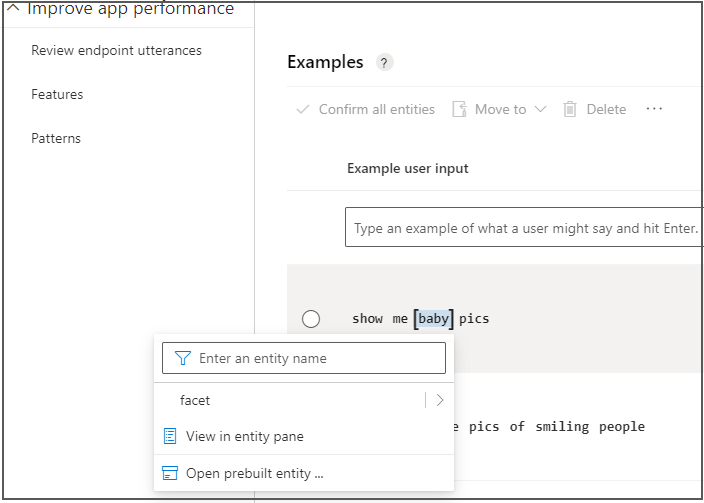 Improve app performance
Review endpoint utterances
Features
Patterns
Examples ?
Confirm all entities Move to Delete ...
Example user input
Type an example of what a user might say and hit Enter.
show me [baby] pics
Enter an entity name
facet
View in entity pane
Open prebuilt entity ...
pics of smiling people